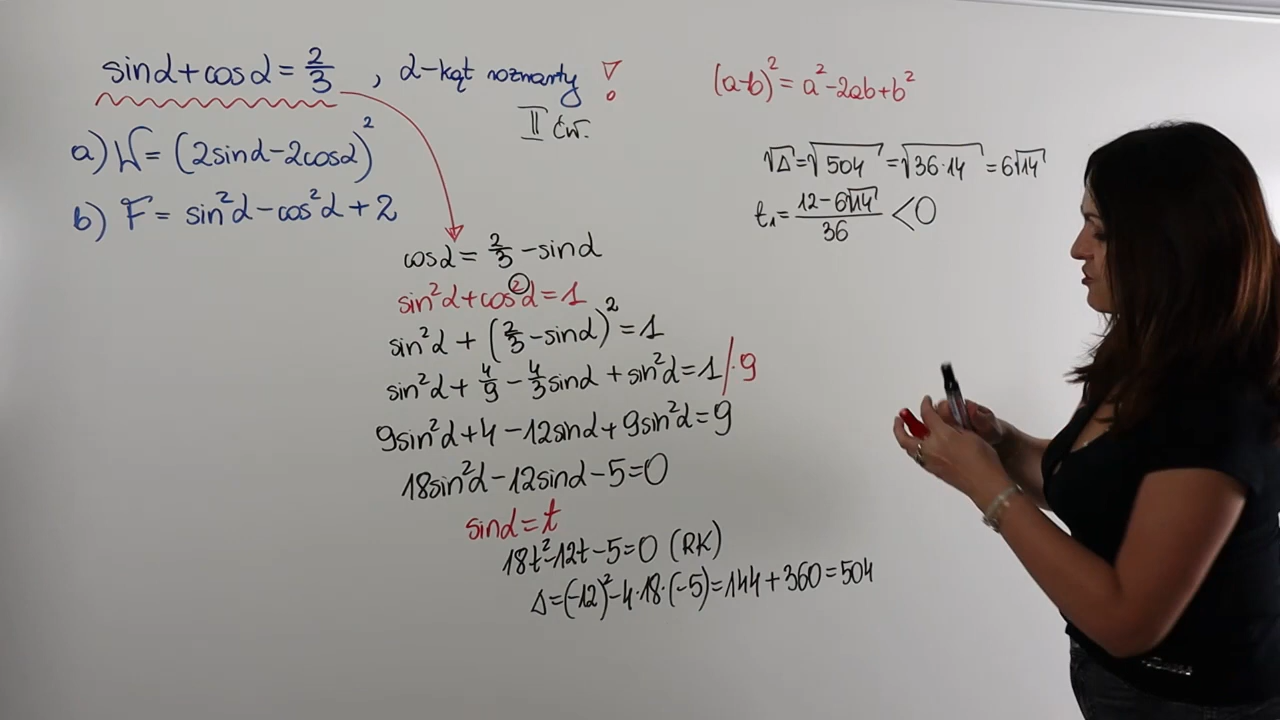 sinα+cosα=2/3 , α-kąt rozwarty !
II ćw.
a) W=(2sinα-2cosα)²
b) F=sin²α-cos²α+2
cosα=2/3-sinα
sin²α+cos²α=1
sin²α+(2/3-sinα)²=1
sin²α+4/9-4/3sinα+sin²α=1/·9
9sin²α+4-12sinα+9sin²α=9
18sin²α-12sinα-5=0
sinα=t
18t²-12t-5=0 (RK)
Δ=(-12)²-4·18·(-5)=144+360=504
(a-b)²=a²-2ab+b²
√Δ=√504=√36·14=6√14
t₁=(12-6√14)/36 <0